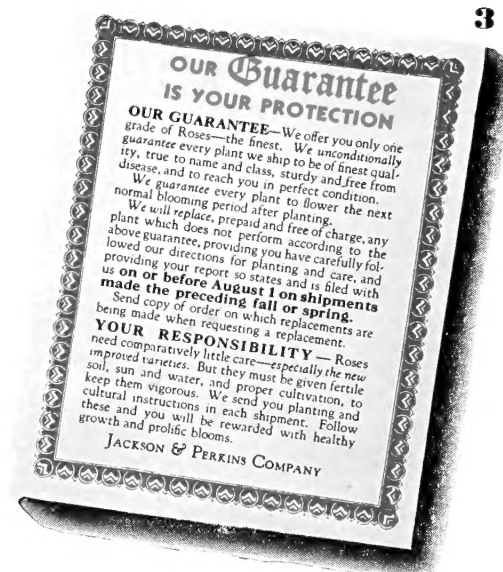 3
OUR Guarantee
IS YOUR PROTECTION
OUR GUARANTEE—We offer you only one
grade of Roses—the finest. We unconditionally
guarantee every plant we ship to be of finest qual-
ity, true to name and class, sturdy and free from
disease, and to reach you in perfect condition.
We guarantee every plant to flower the next
normal blooming period after planting.
We will replace, prepaid and free of charge, any
plant which does not perform according to the
above guarantee, providing you have carefully fol-
lowed our directions for planting and care, and
providing your report so states and is filed with
us on or before August 1 on shipments
made the preceding fall or spring.
Send copy of order on which replacements are
being made when requesting a replacement.
YOUR RESPONSIBILITY — Roses
need comparatively little care—especially the new
improved varieties. But they must be given fertile
soil, sun and water, and proper cultivation, to
keep them vigorous. We send you planting and
cultural instructions in each shipment. Follow
these and you will be rewarded with healthy
growth and prolific blooms.
JACKSON & PERKINS COMPANY